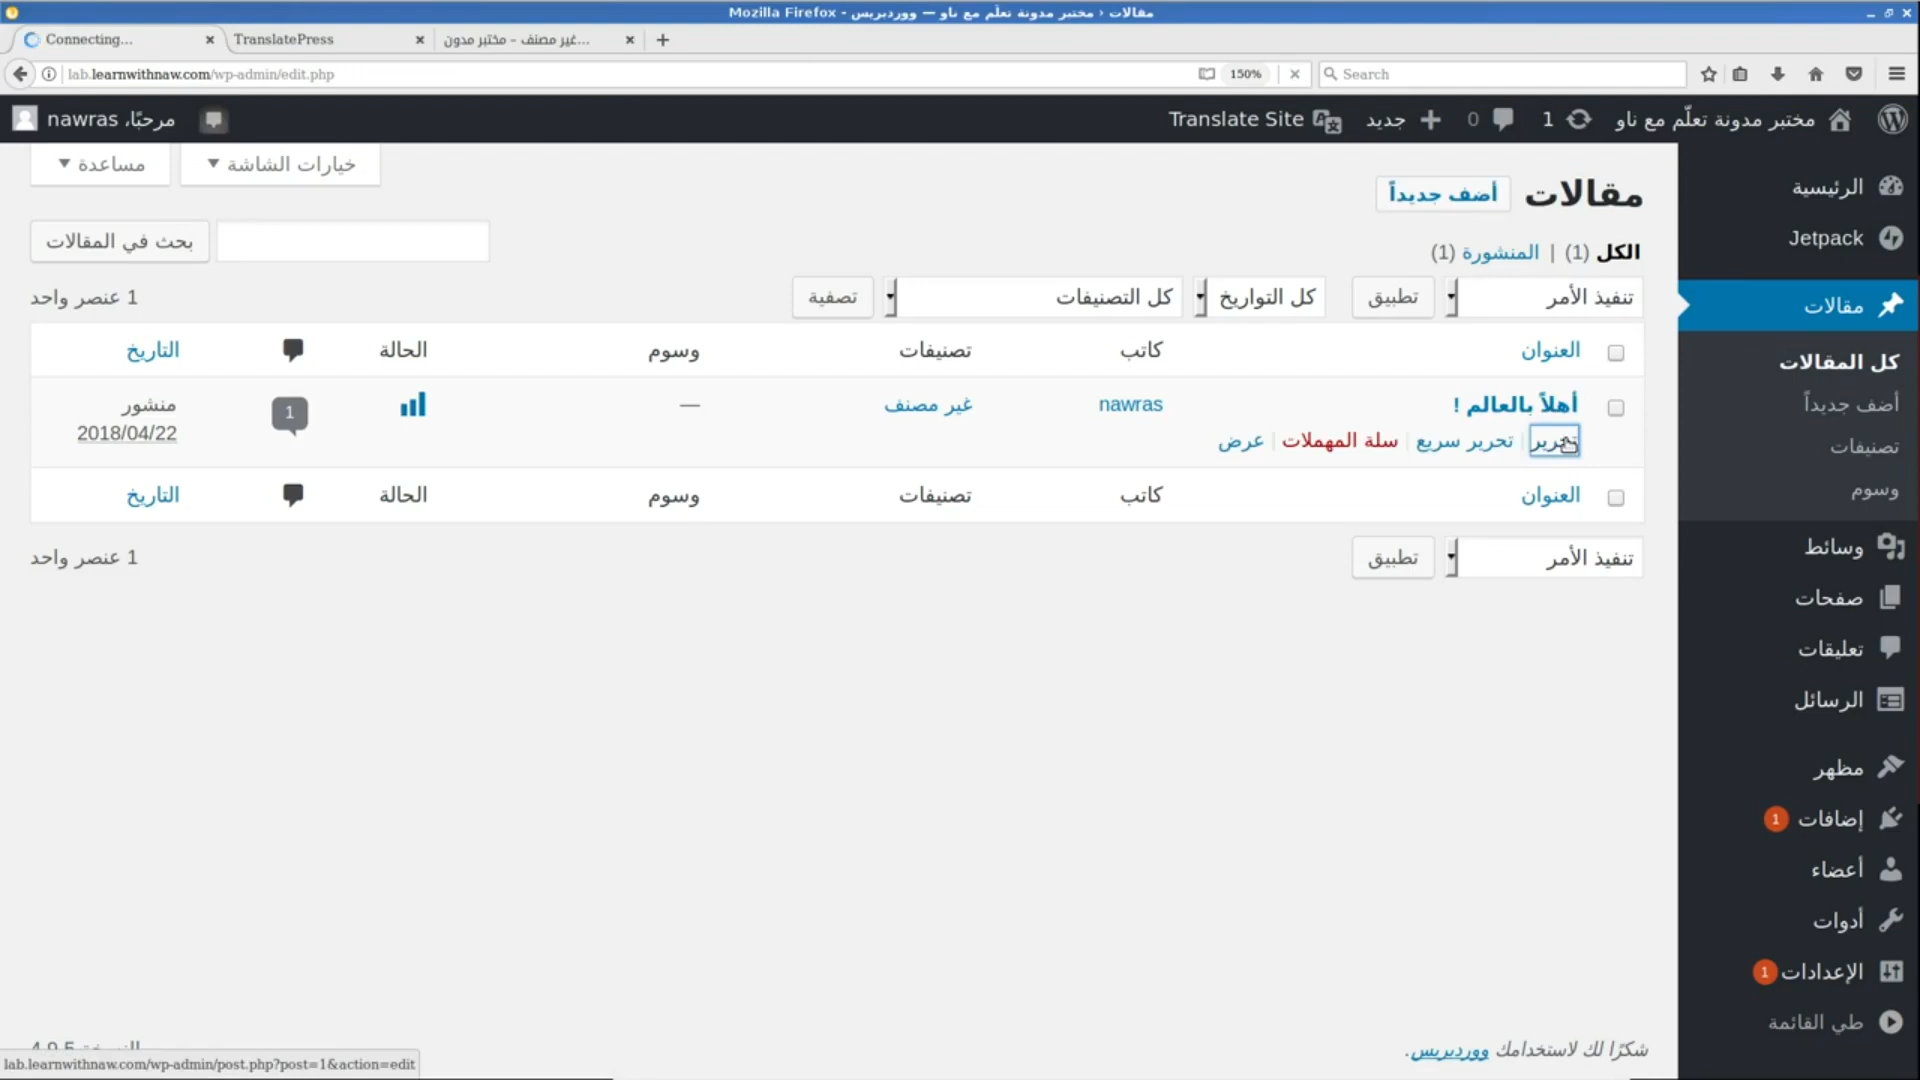 مقالات ‹ مختبر مدونة تعلّم مع ناو — ووردبريس - Mozilla Firefox
Connecting...
TranslatePress
غير مصنف – مختبر مدون...
lab.learnwithnaw.com/wp-admin/edit.php
150%
Search
مختبر مدونة تعلّم مع ناو
1
0
جديد
Translate Site
مرحبًا، nawras
خيارات الشاشة
مساعدة
الرئيسية
Jetpack
مقالات
كل المقالات
أضف جديداً
تصنيفات
وسوم
وسائط
صفحات
تعليقات
الرسائل
مظهر
إضافات 1
أعضاء
أدوات
الإعدادات 1
طي القائمة
مقالات أضف جديداً
الكل (1) | المنشورة (1)
بحث في المقالات
تنفيذ الأمر تطبيق كل التواريخ كل التصنيفات تصفية
1 عنصر واحد
العنوان كاتب تصنيفات وسوم الحالة التاريخ
أهلاً بالعالم ! nawras غير مصنف — 1 منشور
2018/04/22
تحرير | تحرير سريع | سلة المهملات | عرض
العنوان كاتب تصنيفات وسوم الحالة التاريخ
تنفيذ الأمر تطبيق
1 عنصر واحد
شكرًا لك لاستخدامك ووردبريس.
النسخة 4.9.5
lab.learnwithnaw.com/wp-admin/post.php?post=1&action=edit